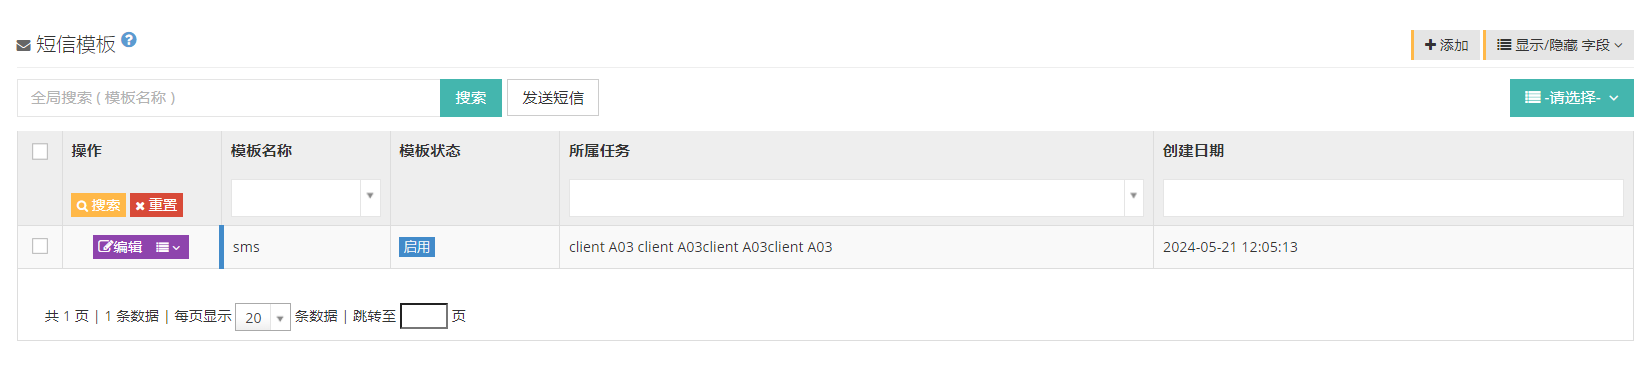 短信模板
添加
显示/隐藏 字段
全局搜索 ( 模板名称 )
搜索
发送短信
-请选择-
操作
模板名称
模板状态
所属任务
创建日期
搜索
重置
编辑
sms
启用
client A03 client A03client A03client A03
2024-05-21 12:05:13
共 1 页 | 1 条数据 | 每页显示 20 条数据 | 跳转至 页